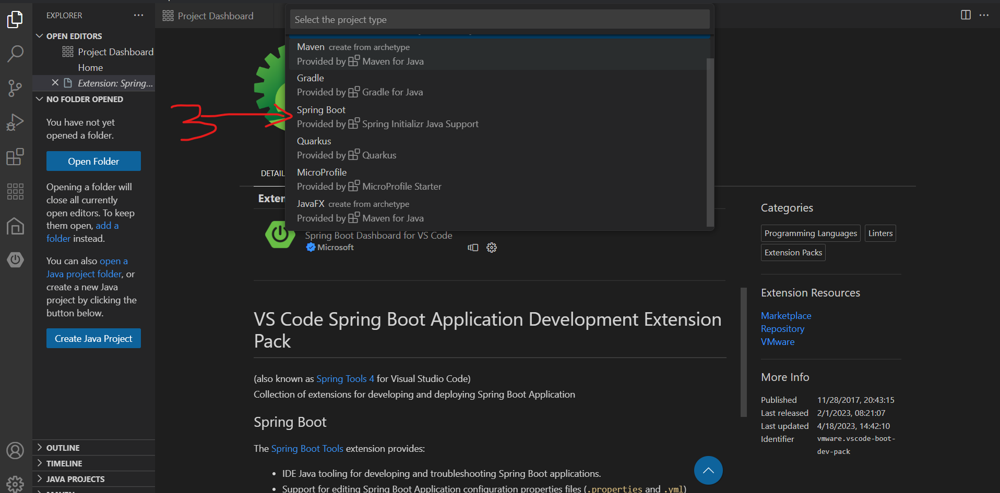 EXPLORER
OPEN EDITORS
Project Dashboard
Home
Extension: Spring...
NO FOLDER OPENED
You have not yet
opened a folder.
Open Folder
Opening a folder will
close all currently
open editors. To keep
them open, add a
folder instead.
You can also open a
Java project folder, or
create a new Java
project by clicking the
button below.
Create Java Project
OUTLINE
TIMELINE
JAVA PROJECTS
MAVEN
Project Dashboard
Select the project type
Maven create from archetype
Provided by Maven for Java
Gradle
Provided by Gradle for Java
3
Spring Boot
Provided by Spring Initializr Java Support
Quarkus
Provided by Quarkus
MicroProfile
Provided by MicroProfile Starter
JavaFX create from archetype
Provided by Maven for Java
DETAIL
Exten
Spring Boot Dashboard for VS Code
Microsoft
VS Code Spring Boot Application Development Extension
Pack
(also known as Spring Tools 4 for Visual Studio Code)
Collection of extensions for developing and deploying Spring Boot Application
Spring Boot
The Spring Boot Tools extension provides:
• IDE Java tooling for developing and troubleshooting Spring Boot applications.
• Support for editing Spring Boot Application configuration properties files (.properties and .yml)
Categories
Programming Languages
Linters
Extension Packs
Extension Resources
Marketplace
Repository
VMware
More Info
Published 11/28/2017, 20:43:15
Last released 2/1/2023, 08:21:07
Last updated 4/18/2023, 14:42:10
Identifier vmware.vscode-boot-
dev-pack